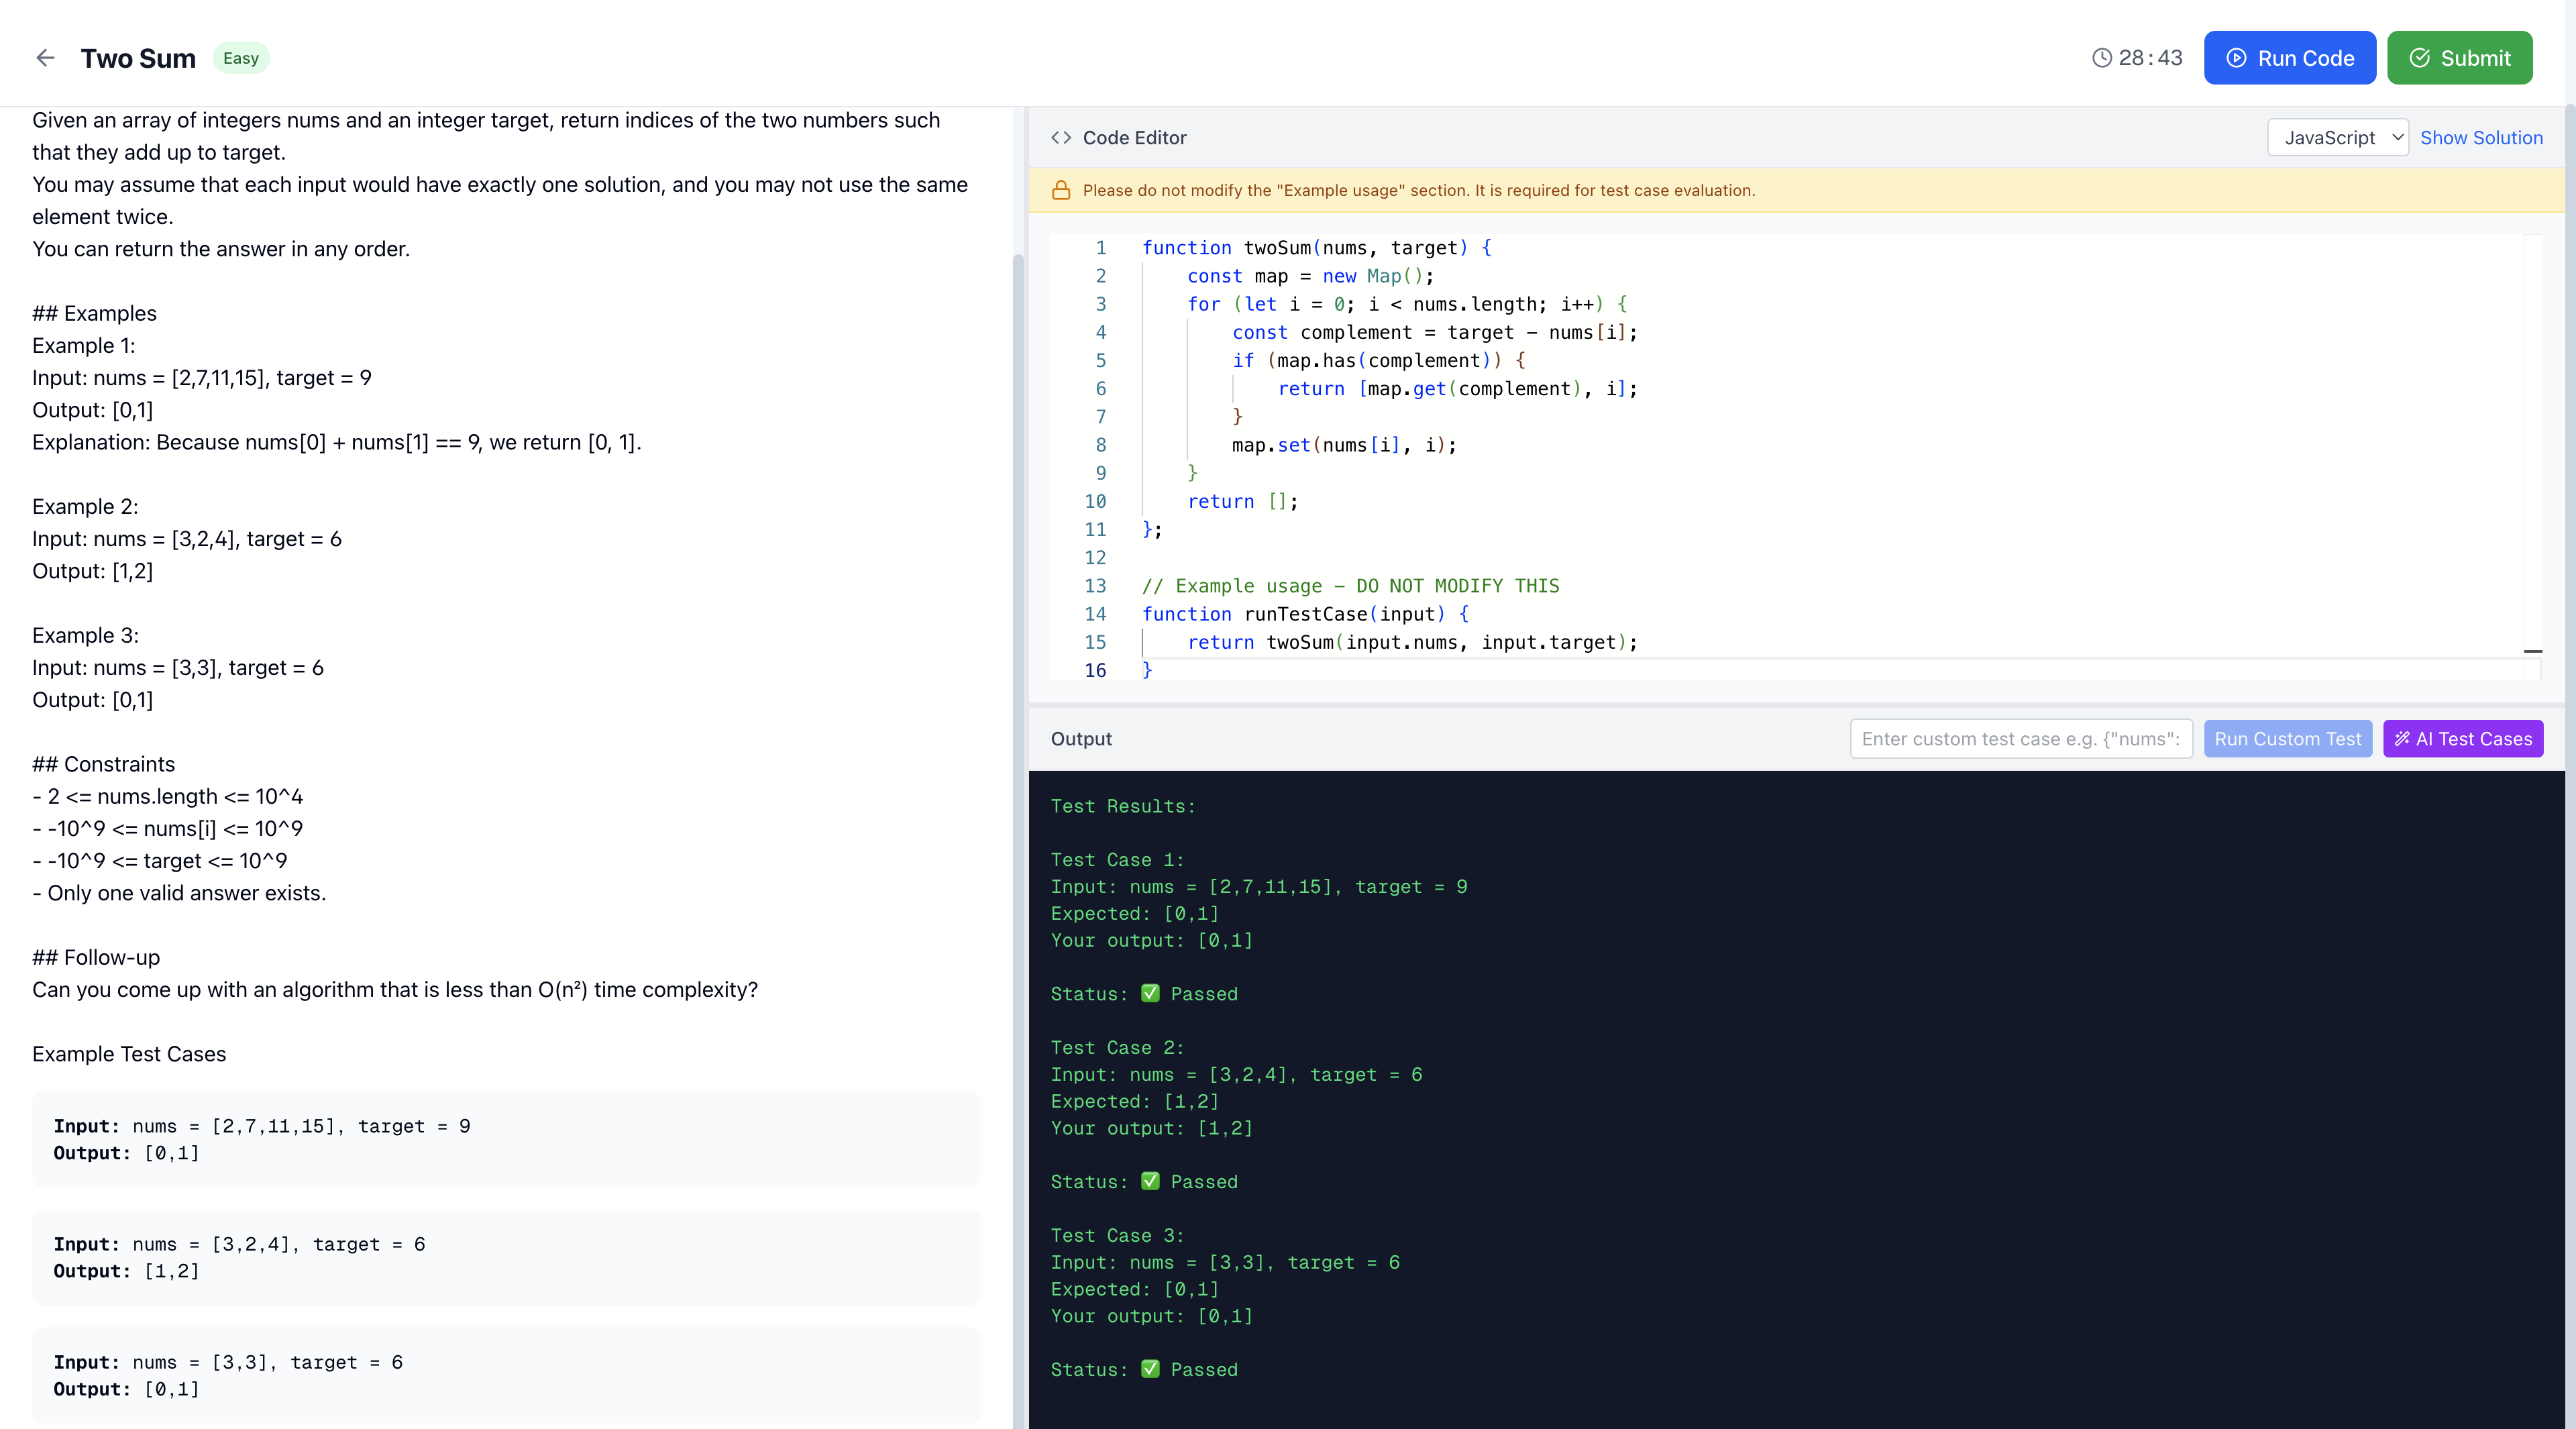 Two Sum
Easy
28:43
Run Code
Submit
Given an array of integers nums and an integer target, return indices of the two numbers such
that they add up to target.
You may assume that each input would have exactly one solution, and you may not use the same
element twice.
You can return the answer in any order.
## Examples
Example 1:
Input: nums = [2,7,11,15], target = 9
Output: [0,1]
Explanation: Because nums[0] + nums[1] == 9, we return [0, 1].
Example 2:
Input: nums = [3,2,4], target = 6
Output: [1,2]
Example 3:
Input: nums = [3,3], target = 6
Output: [0,1]
## Constraints
- 2 <= nums.length <= 10^4
- -10^9 <= nums[i] <= 10^9
- -10^9 <= target <= 10^9
- Only one valid answer exists.
## Follow-up
Can you come up with an algorithm that is less than O(n²) time complexity?
Example Test Cases
Input: nums = [2,7,11,15], target = 9
Output: [0,1]
Input: nums = [3,2,4], target = 6
Output: [1,2]
Input: nums = [3,3], target = 6
Output: [0,1]
<> Code Editor
JavaScript
Show Solution
Please do not modify the "Example usage" section. It is required for test case evaluation.
1 function twoSum(nums, target) {
2     const map = new Map();
3     for (let i = 0; i < nums.length; i++) {
4         const complement = target - nums[i];
5         if (map.has(complement)) {
6             return [map.get(complement), i];
7         }
8         map.set(nums[i], i);
9     }
10     return [];
11 };
12
13 // Example usage - DO NOT MODIFY THIS
14 function runTestCase(input) {
15     return twoSum(input.nums, input.target);
16 }
Output
Enter custom test case e.g. {"nums":
Run Custom Test
AI Test Cases
Test Results:
Test Case 1:
Input: nums = [2,7,11,15], target = 9
Expected: [0,1]
Your output: [0,1]
Status: ✅ Passed
Test Case 2:
Input: nums = [3,2,4], target = 6
Expected: [1,2]
Your output: [1,2]
Status: ✅ Passed
Test Case 3:
Input: nums = [3,3], target = 6
Expected: [0,1]
Your output: [0,1]
Status: ✅ Passed